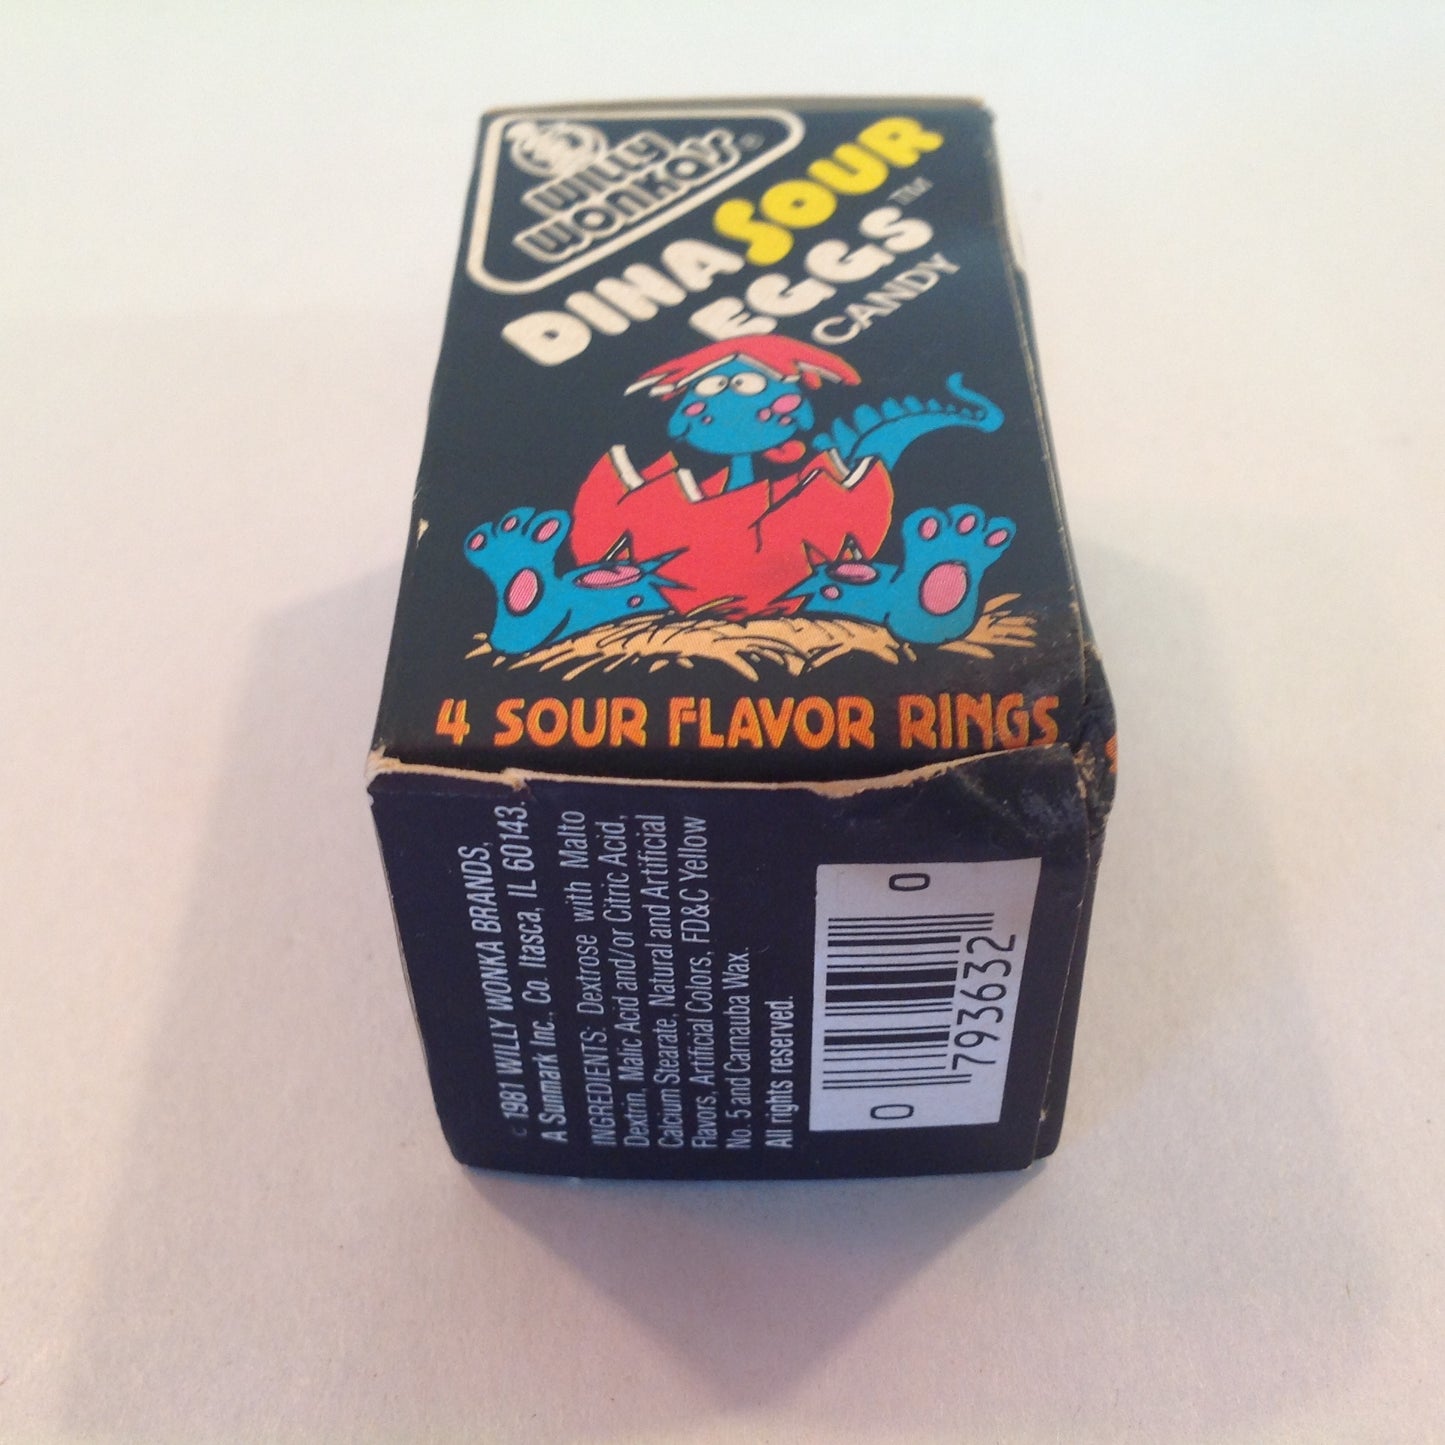 WILLY
WONKA'S®
DINASOUR
EGGS™
CANDY
4 SOUR FLAVOR RINGS
c 1981 WILLY WONKA BRANDS,
A Sunmark Inc., Co. Itasca, IL 60143.
INGREDIENTS: Dextrose with Malto
Dextrin, Malic Acid and/or Citric Acid,
Calcium Stearate, Natural and Artificial
Flavors, Artificial Colors, FD&C Yellow
No. 5 and Carnauba Wax.
All rights reserved.
0 793632 0